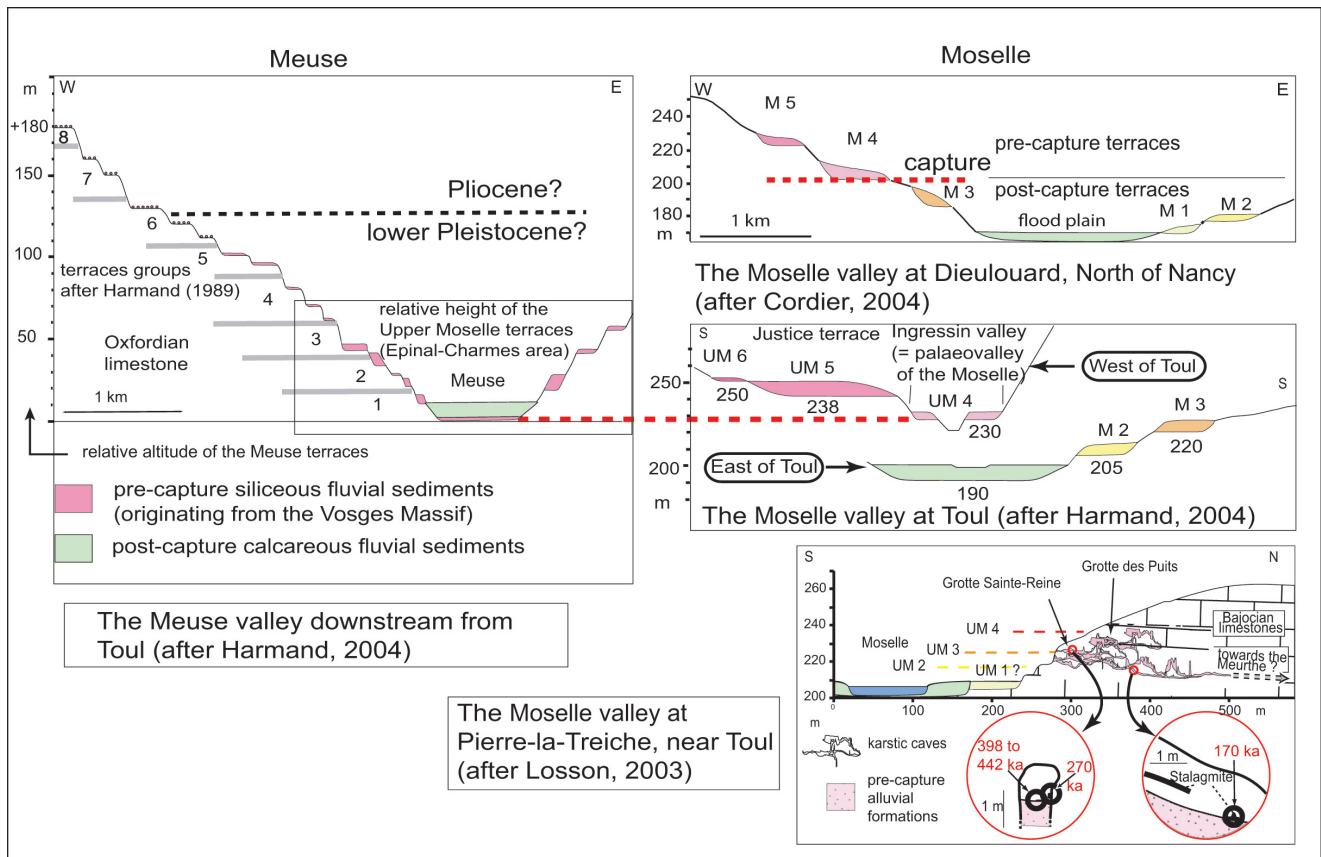 Meuse
m
W
E
+180
150
100
50
8
7
6
5
4
3
2
1
Pliocene?
lower Pleistocene?
terraces groups
after Harmand (1989)
Oxfordian
limestone
1 km
relative height of the
Upper Moselle terraces
(Epinal-Charmes area)
Meuse
relative altitude of the Meuse terraces
pre-capture siliceous fluvial sediments
(originating from the Vosges Massif)
post-capture calcareous fluvial sediments
The Meuse valley downstream from
Toul (after Harmand, 2004)
Moselle
W
E
240
220
200
180
m
M 5
M 4
capture
M 3
pre-capture terraces
post-capture terraces
flood plain
M 1
M 2
1 km
The Moselle valley at Dieulouard, North of Nancy
(after Cordier, 2004)
S
S
250
200
m
Justice terrace
UM 6
UM 5
250
238
Ingressin valley
(= palaeovalley
of the Moselle)
UM 4
230
West of Toul
M 3
M 2
220
205
East of Toul
190
The Moselle valley at Toul (after Harmand, 2004)
The Moselle valley at
Pierre-la-Treiche, near Toul
(after Losson, 2003)
S
N
260
240
220
200
Grotte Sainte-Reine
Grotte des Puits
UM 4
Moselle
UM 3
UM 2
UM 1 ?
Bajocian
limestones
towards the
Meurthe ?
0
100
200
300
400
500
m
m
karstic caves
pre-capture
alluvial
formations
398 to
442 ka
270
ka
1 m
1 m
Stalagmite
170 ka